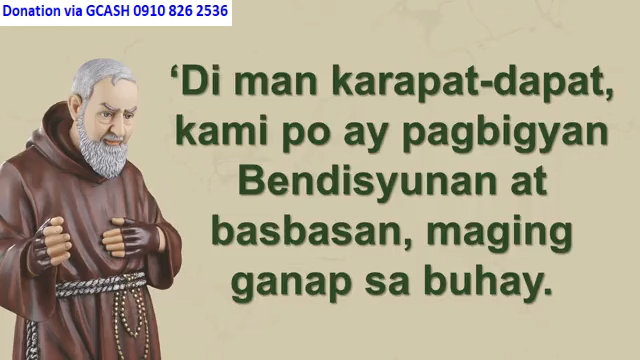 Donation via GCASH 0910 826 2536
‘Di man karapat-dapat,
kami po ay pagbigyan
Bendisyunan at
basbasan, maging
ganap sa buhay.